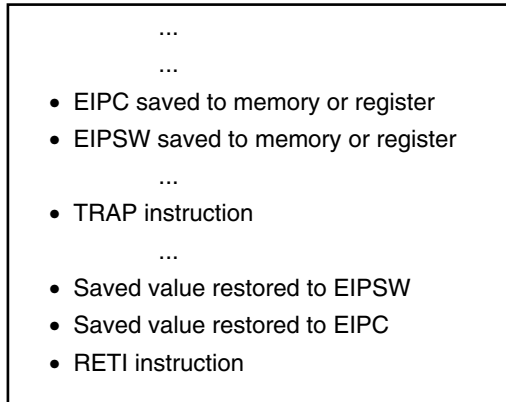 ...
...
• EIPC saved to memory or register
• EIPSW saved to memory or register
...
• TRAP instruction
...
• Saved value restored to EIPSW
• Saved value restored to EIPC
• RETI instruction